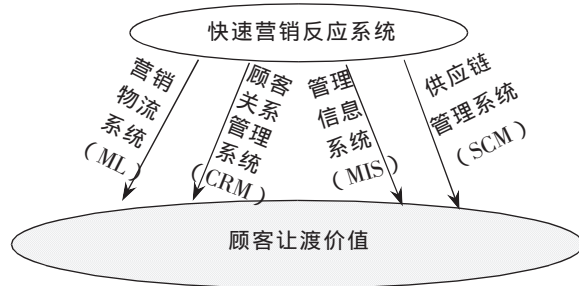 快速营销反应系统
营销
物流
系统
（ML）
顾客
关系
管理
系统
（CRM）
管理
信息
系统
（MIS）
供应链
管理系统
（SCM）
顾客让渡价值